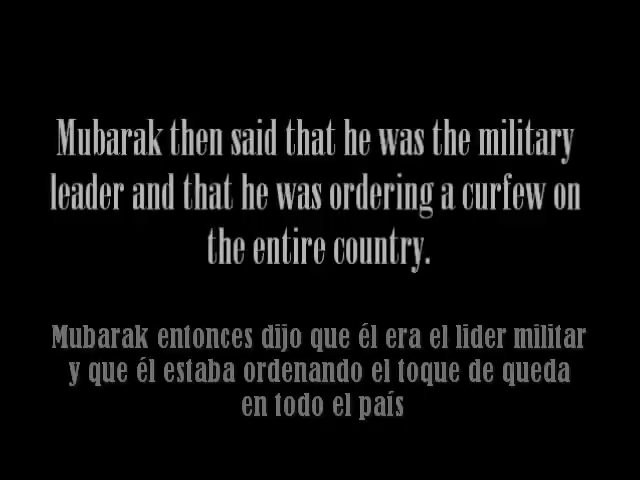 Mubarak then said that he was the military
leader and that he was ordering a curfew on
the entire country.
Mubarak entonces dijo que él era el lider militar
y que él estaba ordenando el toque de queda
en todo el país